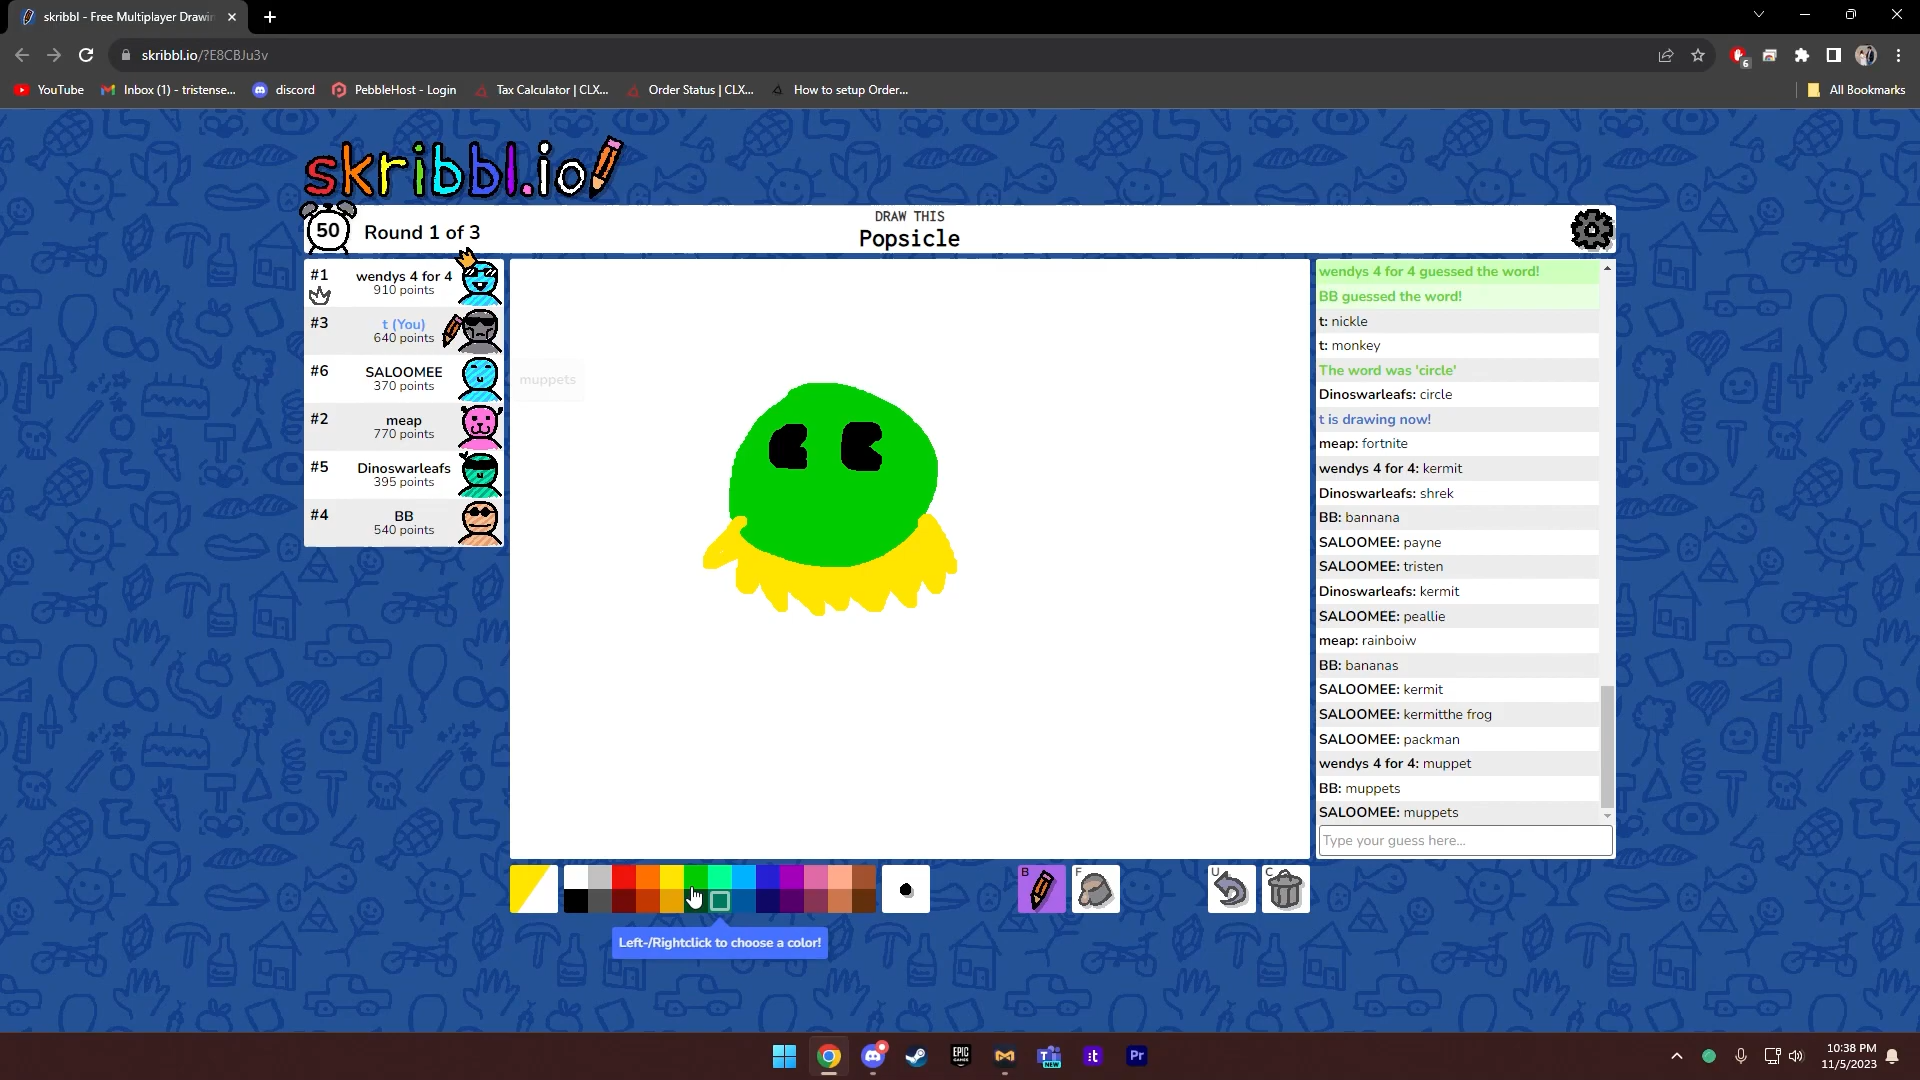 skribbl - Free Multiplayer Drawin
skribbl.io/?E8CBJu3v
6
YouTube
Inbox (1) - tristense...
discord
PebbleHost - Login
Tax Calculator | CLX...
Order Status | CLX...
How to setup Order...
All Bookmarks
skribbl.io
50
Round 1 of 3
DRAW THIS
Popsicle
#1
wendys 4 for 4
910 points
#3
t (You)
640 points
#6
SALOOMEE
370 points
#2
meap
770 points
#5
Dinoswarleafs
395 points
#4
BB
540 points
muppets
wendys 4 for 4 guessed the word!
BB guessed the word!
t: nickle
t: monkey
The word was 'circle'
Dinoswarleafs: circle
t is drawing now!
meap: fortnite
wendys 4 for 4: kermit
Dinoswarleafs: shrek
BB: bannana
SALOOMEE: payne
SALOOMEE: tristen
Dinoswarleafs: kermit
SALOOMEE: peallie
meap: rainboiw
BB: bananas
SALOOMEE: kermit
SALOOMEE: kermitthe frog
SALOOMEE: packman
wendys 4 for 4: muppet
BB: muppets
SALOOMEE: muppets
Type your guess here...
B
F
U
C
Left-/Rightclick to choose a color!
EPIC
GAMES
T
NEW
:t
Pr
10:38 PM
11/5/2023